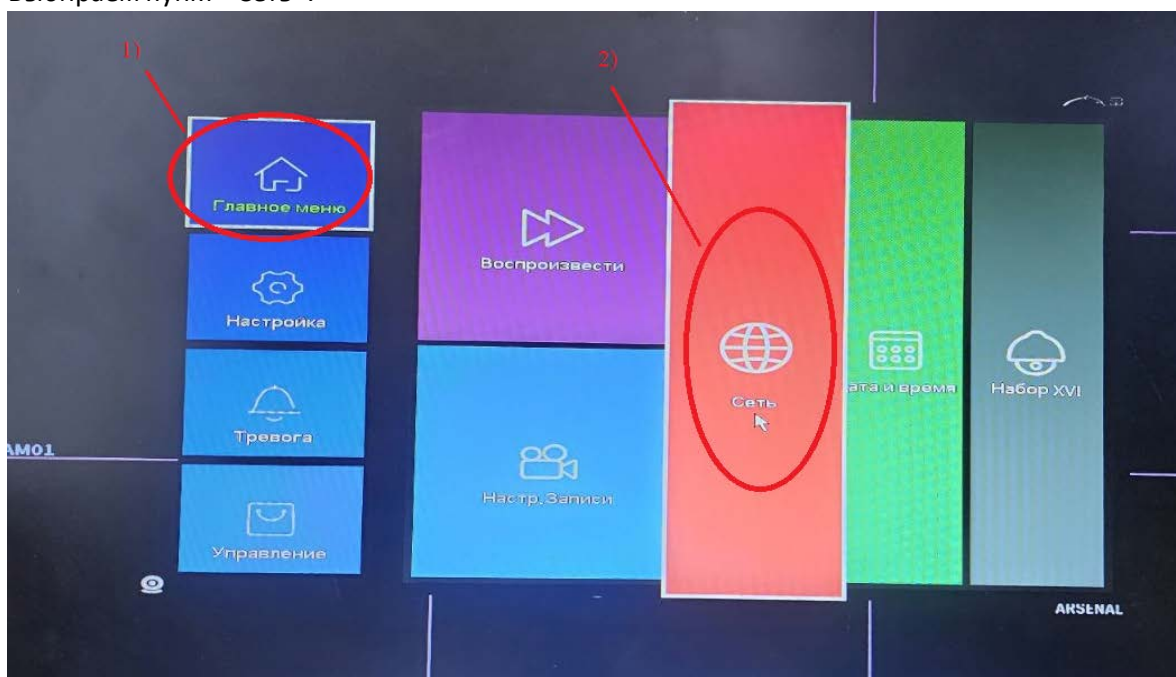 1)
2)
Главное меню
Настройка
Тревога
Управление
Воспроизвести
Настр. Записи
Сеть
ата и время
Набор XVI
AM01
ARSENAL